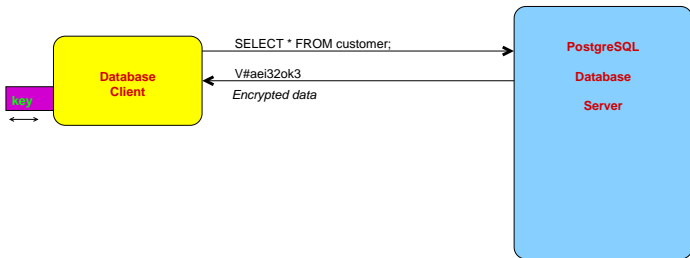 SELECT * FROM customer;
V#aei32ok3
Encrypted data
Database
Client
key
PostgreSQL
Database
Server